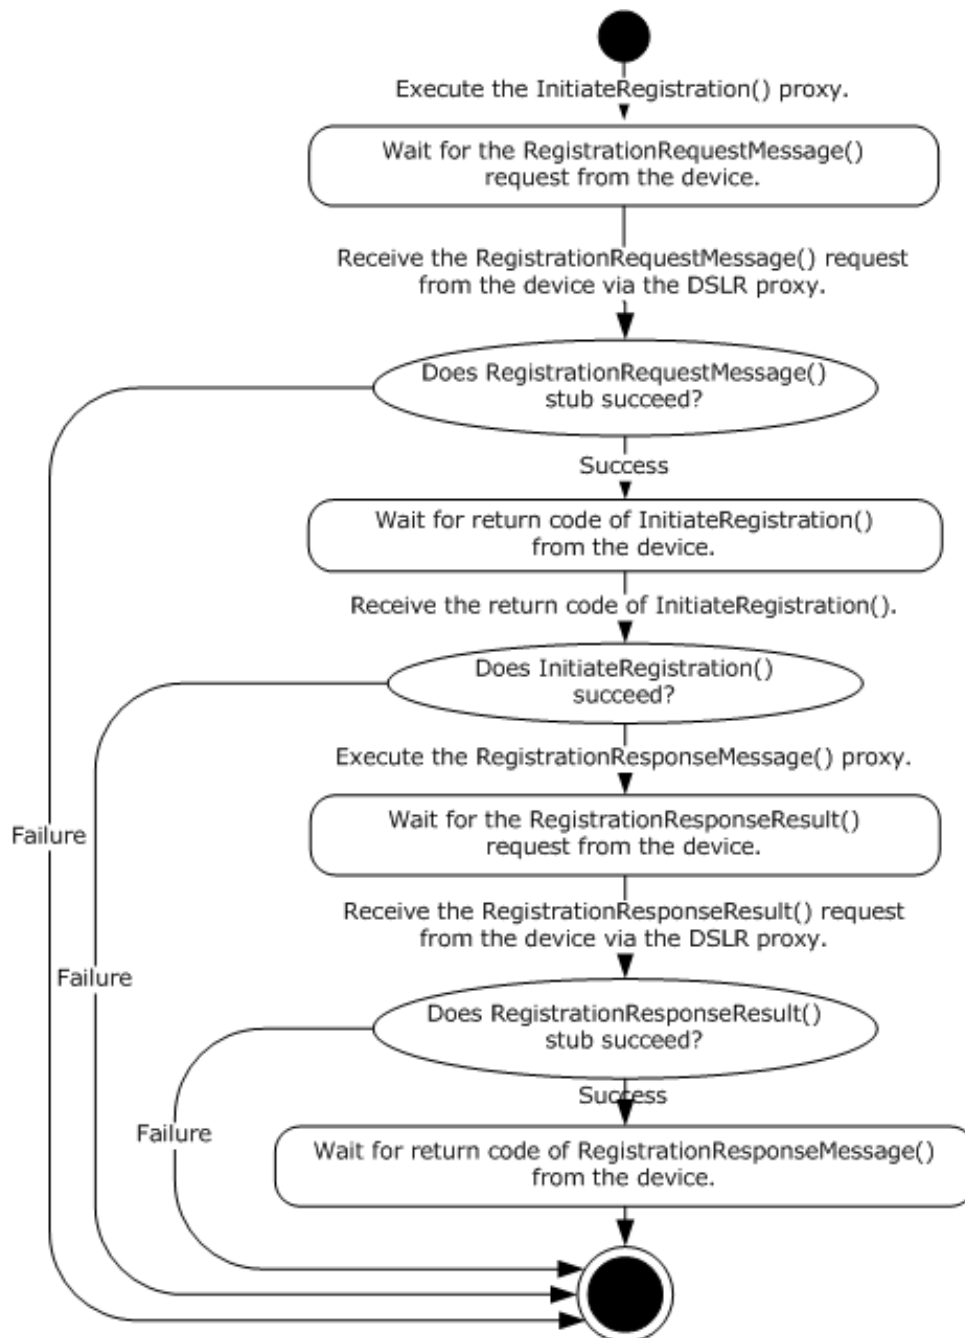 Execute the InitiateRegistration() proxy.
Wait for the RegistrationRequestMessage()
request from the device.
Receive the RegistrationRequestMessage() request
from the device via the DSLR proxy.
Does RegistrationRequestMessage()
stub succeed?
Success
Wait for return code of InitiateRegistration()
from the device.
Receive the return code of InitiateRegistration().
Does InitiateRegistration()
succeed?
Execute the RegistrationResponseMessage() proxy.
Wait for the RegistrationResponseResult()
request from the device.
Failure
Receive the RegistrationResponseResult() request
from the device via the DSLR proxy.
Failure
Does RegistrationResponseResult()
stub succeed?
Success
Failure
Wait for return code of RegistrationResponseMessage()
from the device.